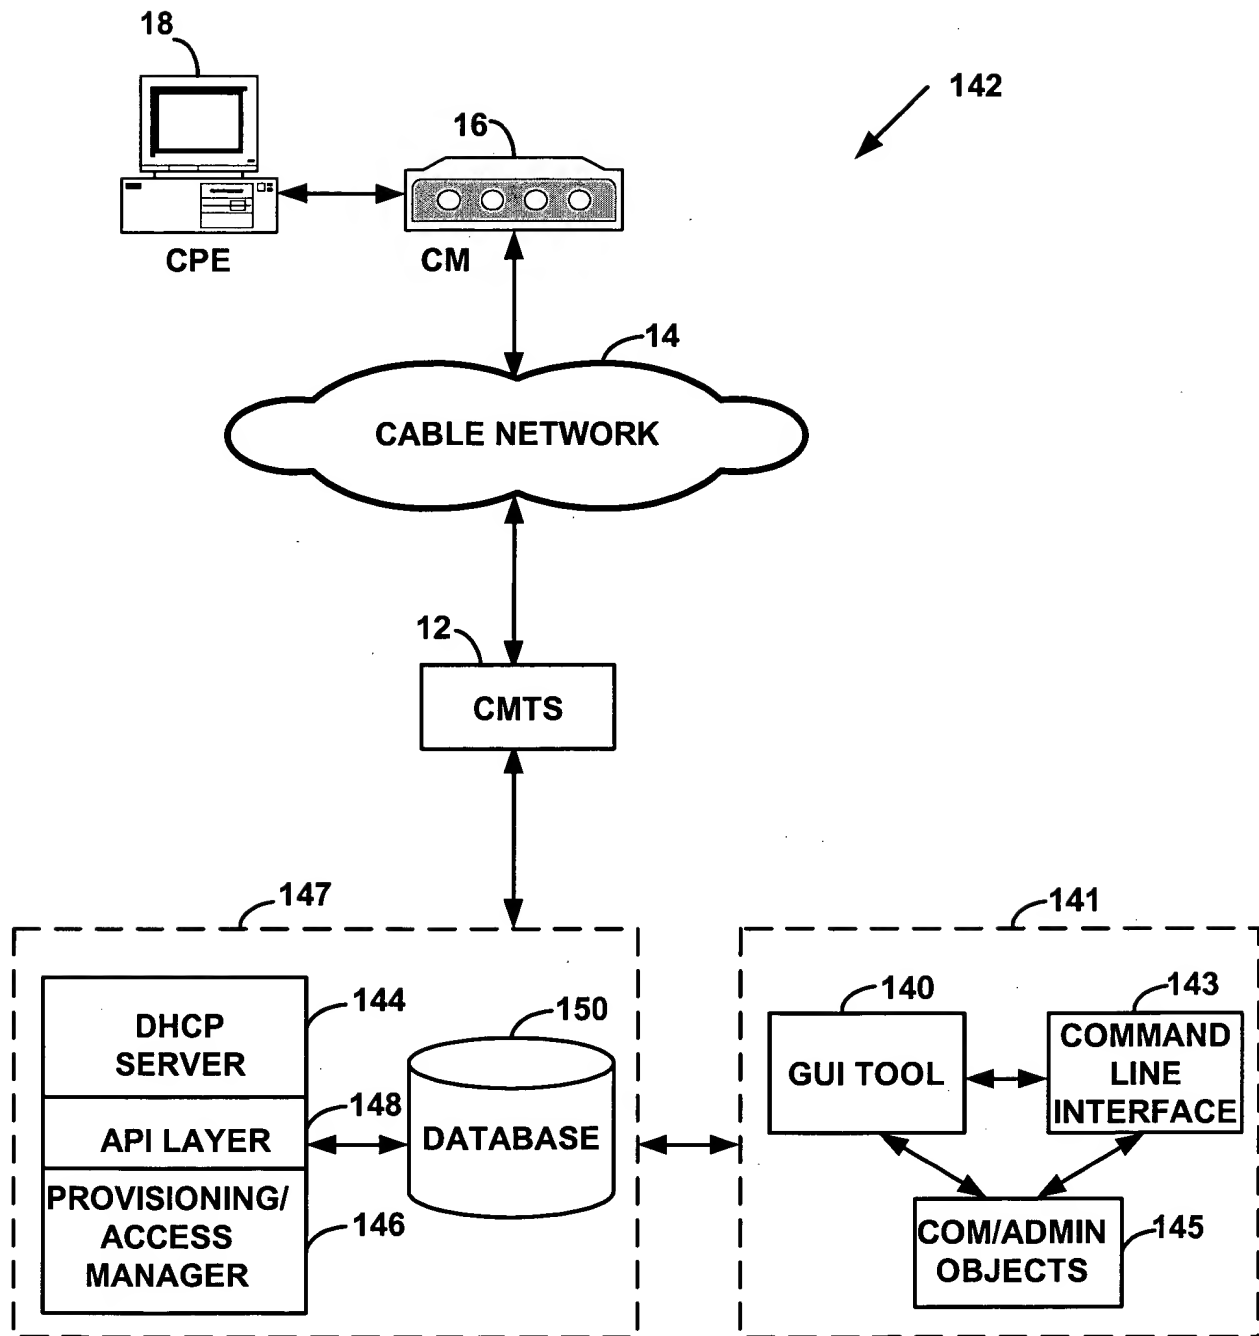 18
142
16
CPE
CM
14
CABLE NETWORK
12
CMTS
147
141
144
150
140
143
DHCP
SERVER
GUI TOOL
COMMAND
LINE
INTERFACE
148
API LAYER
DATABASE
PROVISIONING/
ACCESS
MANAGER
146
COM/ADMIN
OBJECTS
145